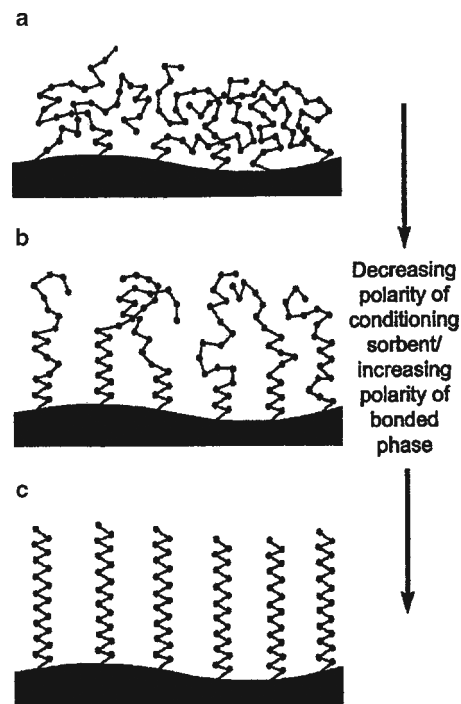 a
b
Decreasing
polarity of
conditioning
sorbent/
increasing
polarity of
bonded
phase
c